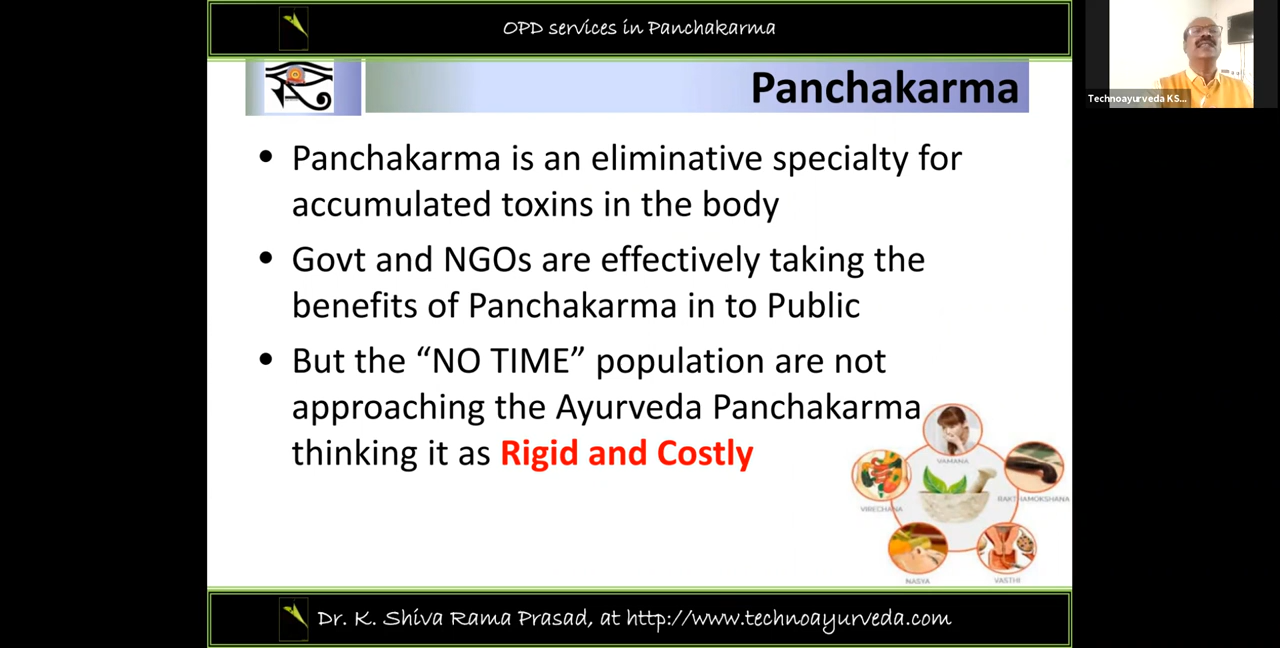 OPD services in Panchakarma
Technoayurveda KS...
Panchakarma
• Panchakarma is an eliminative specialty for
accumulated toxins in the body
• Govt and NGOs are effectively taking the
benefits of Panchakarma in to Public
• But the “NO TIME” population are not
approaching the Ayurveda Panchakarma
thinking it as Rigid and Costly
VAMANA
RAKTHAMOKSHANA
VIRECHANA
NASYA
VASTHI
Dr. K. Shiva Rama Prasad, at http://www.technoayurveda.com